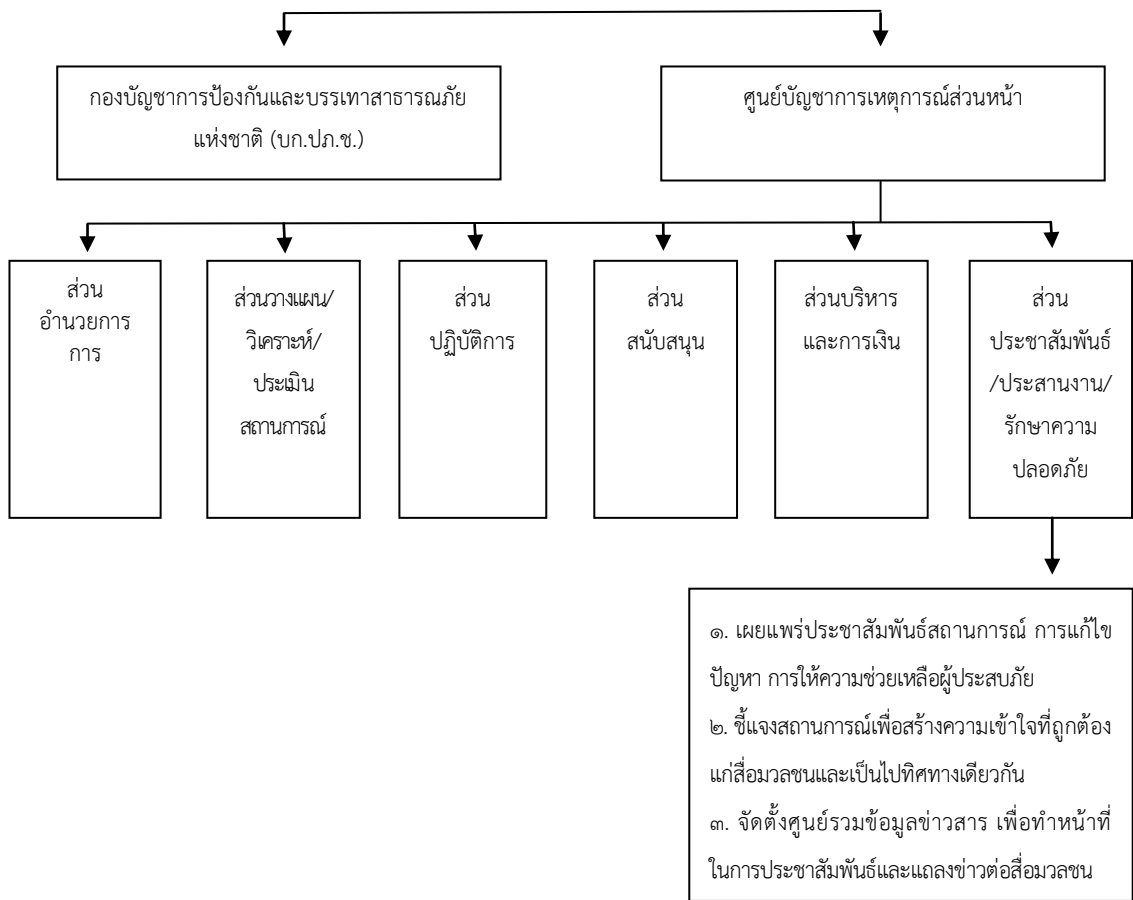 กองบัญชาการป้องกันและบรรเทาสาธารณภัย
แห่งชาติ (บก.ปภ.ช.)
ศูนย์บัญชาการเหตุการณ์ส่วนหน้า
ส่วน
อำนวยการ
การ
ส่วนวางแผน/
วิเคราะห์/
ประเมิน
สถานการณ์
ส่วน
ปฏิบัติการ
ส่วน
สนับสนุน
ส่วนบริหาร
และการเงิน
ส่วน
ประชาสัมพันธ์
/ประสานงาน/
รักษาความ
ปลอดภัย
๑. เผยแพร่ประชาสัมพันธ์สถานการณ์ การแก้ไข
ปัญหา การให้ความช่วยเหลือผู้ประสบภัย
๒. ชี้แจงสถานการณ์เพื่อสร้างความเข้าใจที่ถูกต้อง
แก่สื่อมวลชนและเป็นไปทิศทางเดียวกัน
๓. จัดตั้งศูนย์รวมข้อมูลข่าวสาร เพื่อทำหน้าที่
ในการประชาสัมพันธ์และแถลงข่าวต่อสื่อมวลชน